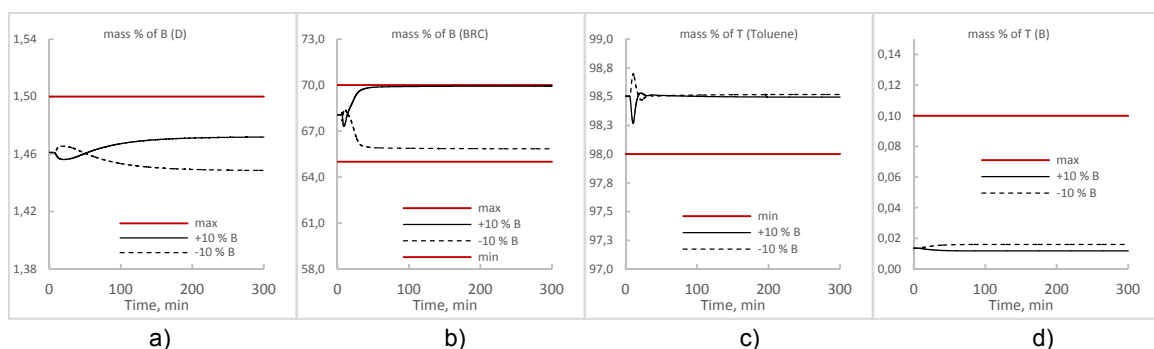 mass % of B (D)
1,54
1,50
1,46
1,42
1,38
max
+10 % B
-10 % B
0 100 200 300
Time, min
a)
mass % of B (BRC)
73,0
70,0
67,0
64,0
61,0
58,0
max
+10 % B
-10 % B
min
0 100 200 300
Time, min
b)
mass % of T (Toluene)
99,0
98,8
98,5
98,3
98,0
97,8
97,5
97,3
97,0
min
+10 % B
-10 % B
0 100 200 300
Time, min
c)
mass % of T (B)
0,15
0,14
0,12
0,10
0,08
0,06
0,04
0,02
0,00
max
+10 % B
-10 % B
0 100 200 300
Time, min
d)